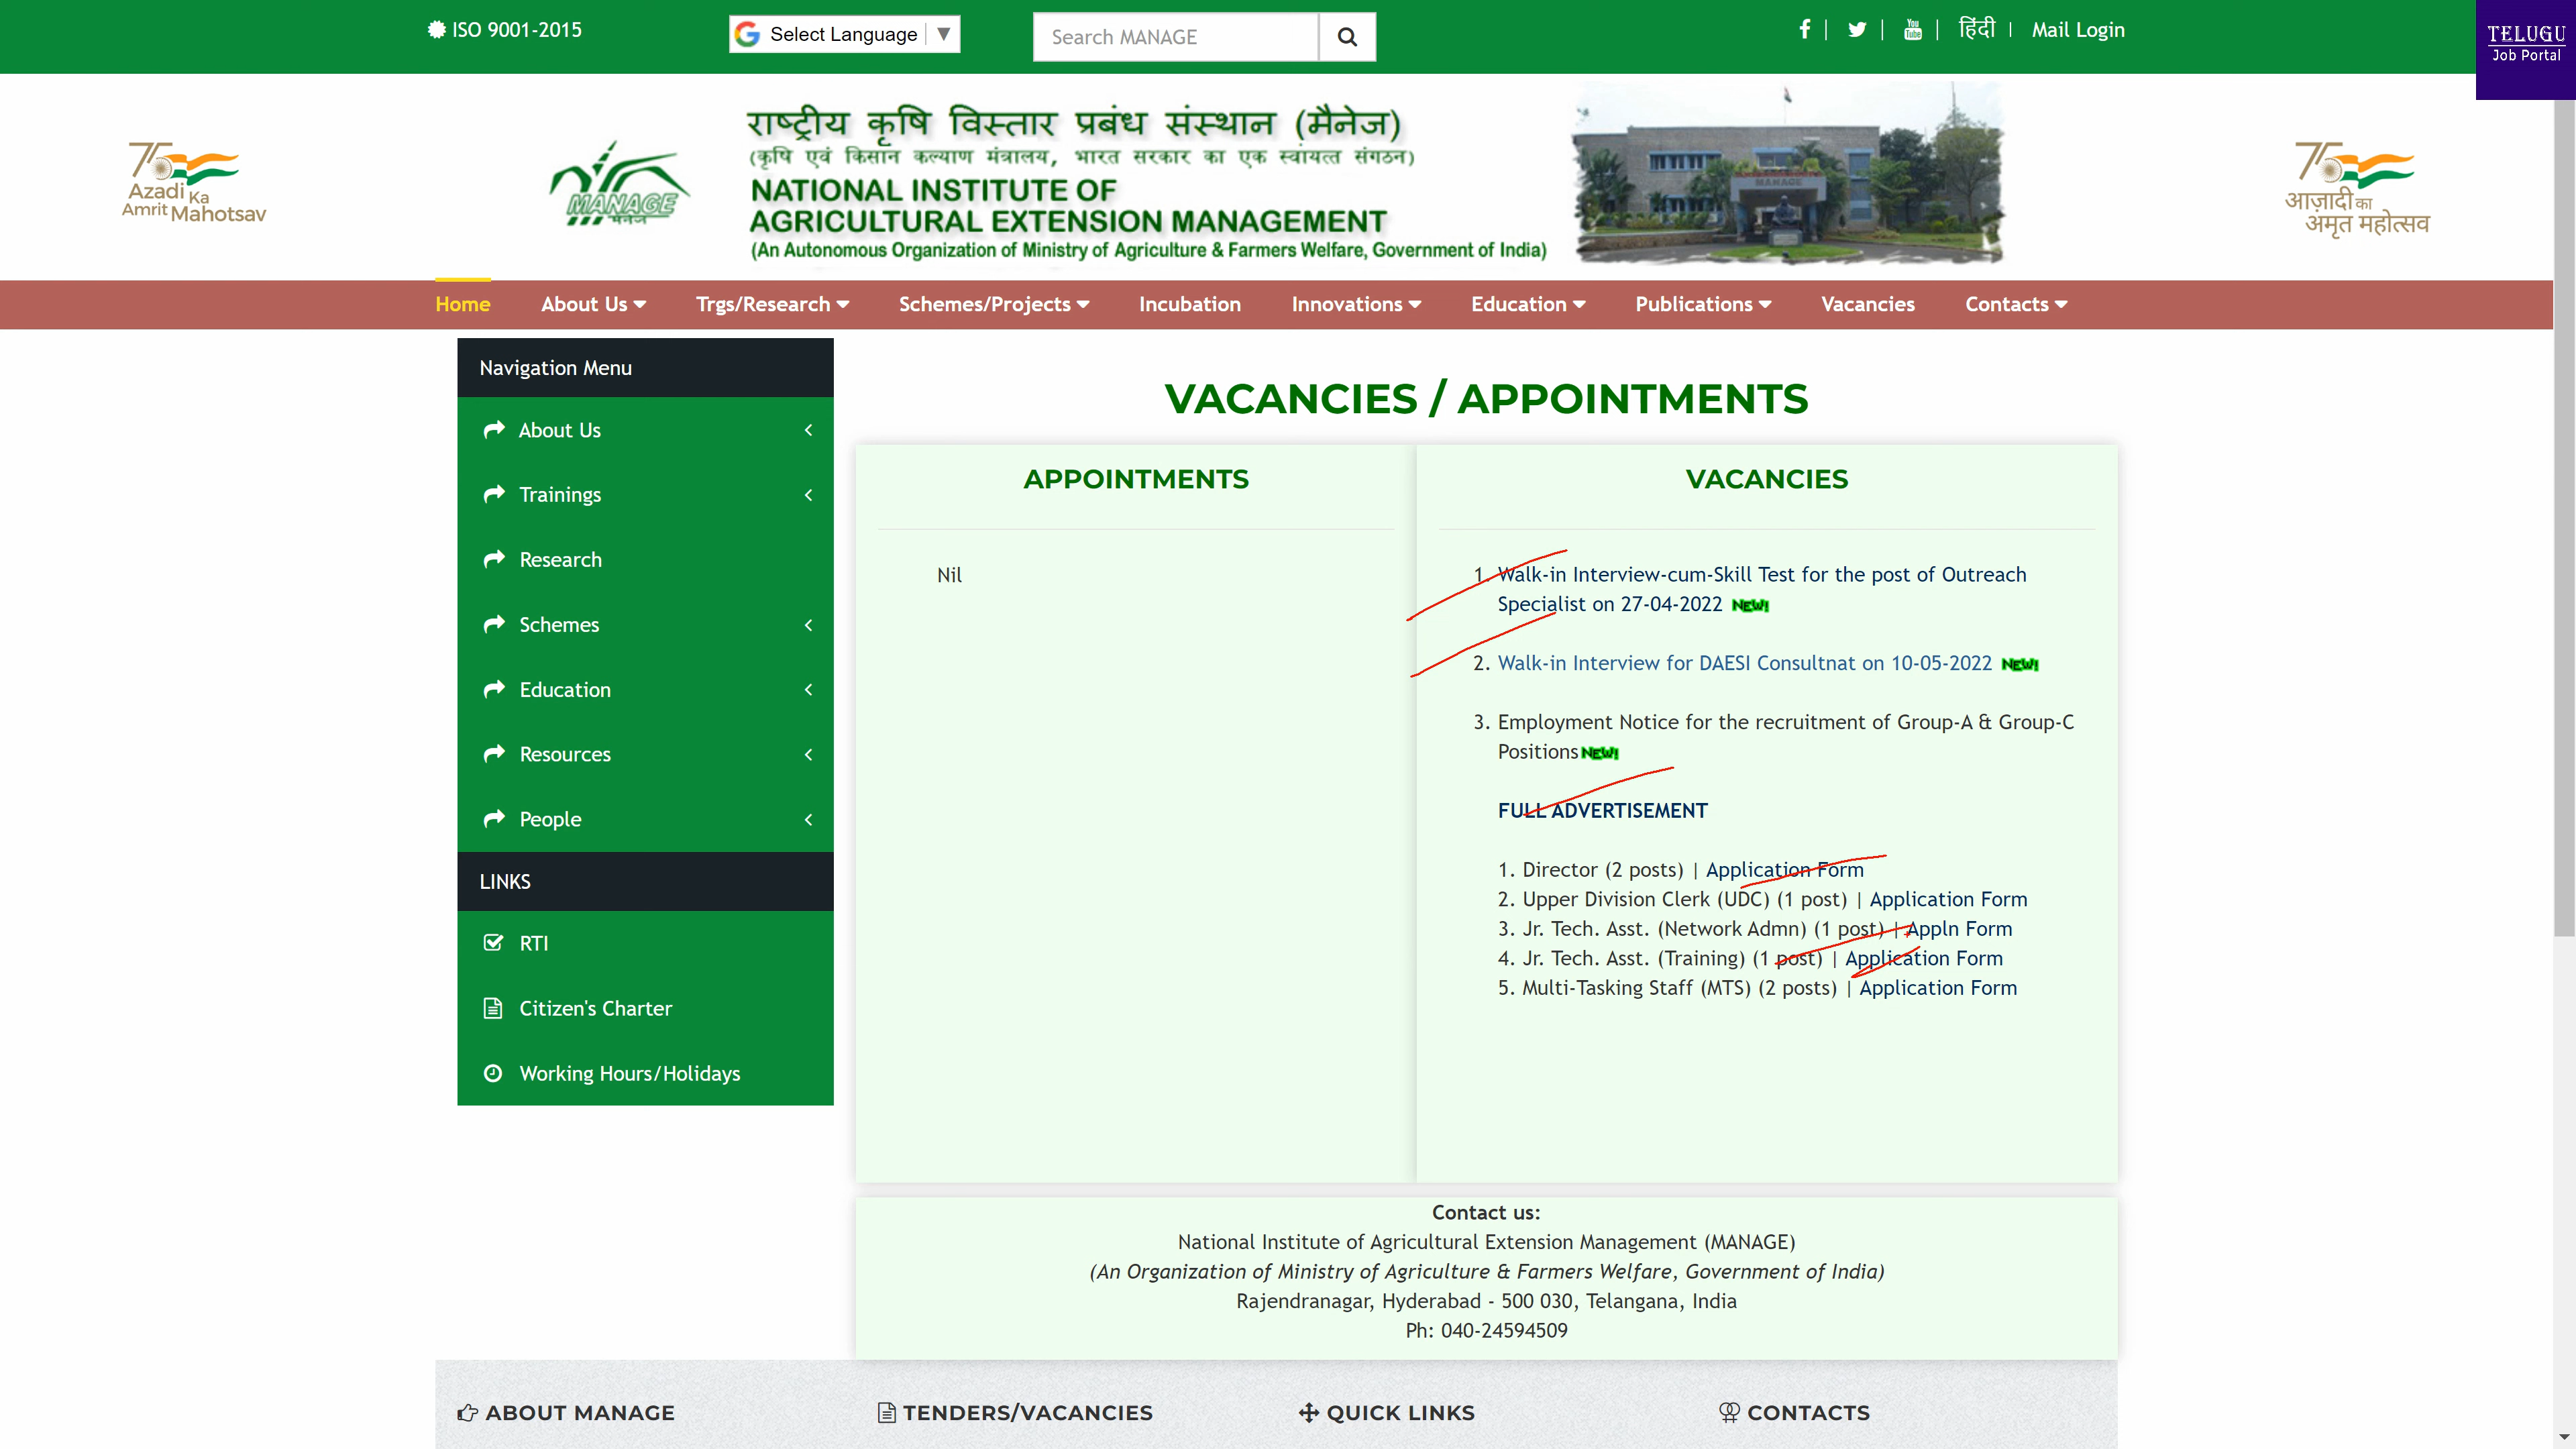 ISO 9001-2015
Select Language
Search MANAGE
हिंदी
Mail Login
TELUGU
Job Portal
75
Azadi Ka
Amrit Mahotsav
MANAGE
मैनेज
राष्ट्रीय कृषि विस्तार प्रबंध संस्थान (मैनेज)
(कृषि एवं किसान कल्याण मंत्रालय, भारत सरकार का एक स्वायत्त संगठन)
NATIONAL INSTITUTE OF
AGRICULTURAL EXTENSION MANAGEMENT
(An Autonomous Organization of Ministry of Agriculture & Farmers Welfare, Government of India)
MANAGE
75
आज़ादी का
अमृत महोत्सव
Home
About Us
Trgs/Research
Schemes/Projects
Incubation
Innovations
Education
Publications
Vacancies
Contacts
Navigation Menu
About Us
Trainings
Research
Schemes
Education
Resources
People
LINKS
RTI
Citizen's Charter
Working Hours/Holidays
VACANCIES / APPOINTMENTS
APPOINTMENTS
Nil
VACANCIES
1. Walk-in Interview-cum-Skill Test for the post of Outreach
Specialist on 27-04-2022 NEW!
2. Walk-in Interview for DAESI Consultnat on 10-05-2022 NEW!
3. Employment Notice for the recruitment of Group-A & Group-C
Positions NEW!
FULL ADVERTISEMENT
1. Director (2 posts) | Application Form
2. Upper Division Clerk (UDC) (1 post) | Application Form
3. Jr. Tech. Asst. (Network Admn) (1 post) | Appln Form
4. Jr. Tech. Asst. (Training) (1 post) | Application Form
5. Multi-Tasking Staff (MTS) (2 posts) | Application Form
Contact us:
National Institute of Agricultural Extension Management (MANAGE)
(An Organization of Ministry of Agriculture & Farmers Welfare, Government of India)
Rajendranagar, Hyderabad - 500 030, Telangana, India
Ph: 040-24594509
ABOUT MANAGE
TENDERS/VACANCIES
QUICK LINKS
CONTACTS